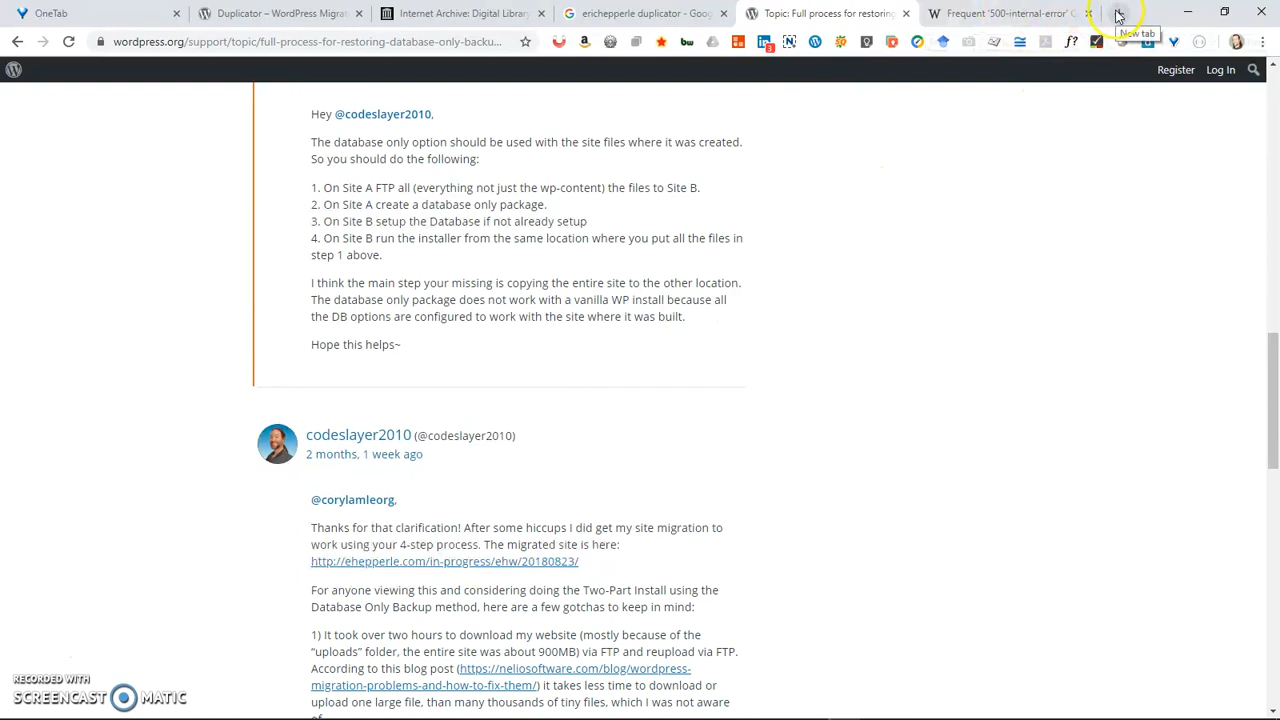 OneTab
Duplicator – WordPress Migrat
Internet Archive: Digital Library
erichepperle duplicator - Goog
Topic: Full process for restoring
Frequent '500-internal-error'
New tab
wordpress.org/support/topic/full-process-for-restoring-database-only-backu...
Register
Log In
Hey @codeslayer2010,
The database only option should be used with the site files where it was created.
So you should do the following:
1. On Site A FTP all (everything not just the wp-content) the files to Site B.
2. On Site A create a database only package.
3. On Site B setup the Database if not already setup
4. On Site B run the installer from the same location where you put all the files in
step 1 above.
I think the main step your missing is copying the entire site to the other location.
The database only package does not work with a vanilla WP install because all
the DB options are configured to work with the site where it was built.
Hope this helps~
codeslayer2010 (@codeslayer2010)
2 months, 1 week ago
@corylamleorg,
Thanks for that clarification! After some hiccups I did get my site migration to
work using your 4-step process. The migrated site is here:
http://ehepperle.com/in-progress/ehw/20180823/
For anyone viewing this and considering doing the Two-Part Install using the
Database Only Backup method, here are a few gotchas to keep in mind:
1) It took over two hours to download my website (mostly because of the
“uploads” folder, the entire site was about 900MB) via FTP and reupload via FTP.
According to this blog post (https://neliosoftware.com/blog/wordpress-
migration-problems-and-how-to-fix-them/) it takes less time to download or
upload one large file, than many thousands of tiny files, which I was not aware
of
RECORDED WITH
SCREENCAST MATIC